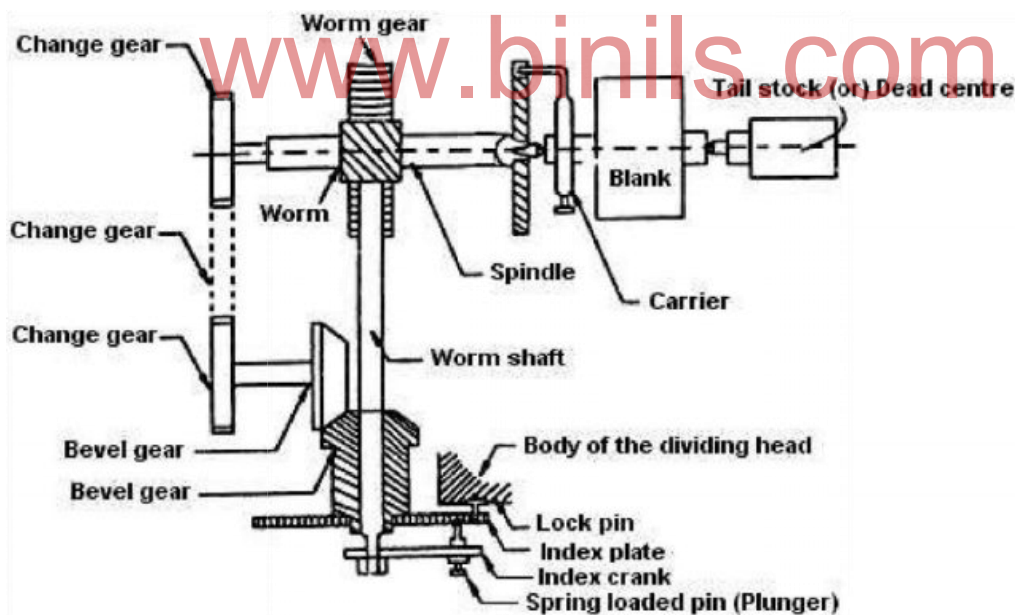 Worm gear
Change gear
www.binils.com
Tail stock (or) Dead centre
Blank
Worm
Change gear
Spindle
Carrier
Change gear
Worm shaft
Bevel gear
Body of the dividing head
Bevel gear
Lock pin
Index plate
Index crank
Spring loaded pin (Plunger)